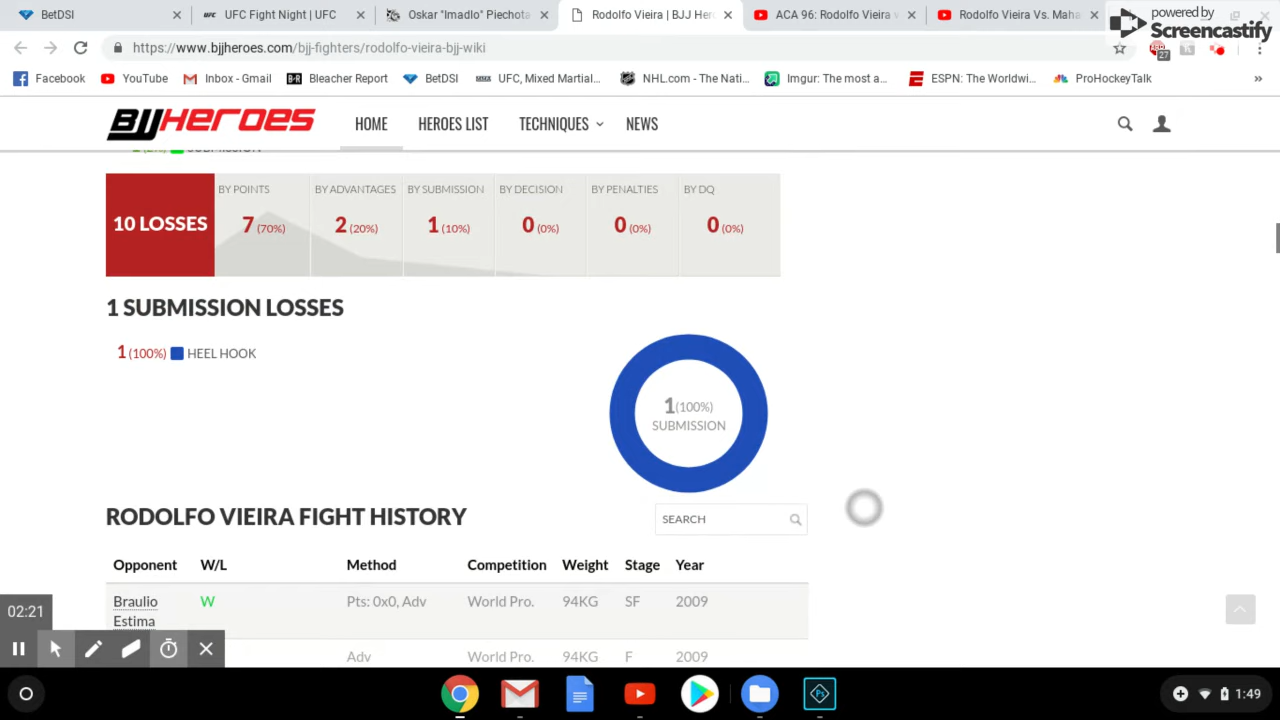 BetDSI UFC Fight Night | UFC Oskar "Imadlo" Piechota Rodolfo Vieira | BJJ Her ACA 96: Rodolfo Vieira v Rodolfo Vieira Vs. Maha
powered by
Screencastify
https://www.bjjheroes.com/bjj-fighters/rodolfo-vieira-bjj-wiki
27
Facebook YouTube Inbox - Gmail B-R Bleacher Report BetDSI UFC, Mixed Martial... NHL.com - The Nati... Imgur: The most a... ESPN: The Worldwi... ProHockeyTalk »
BJJHEROES HOME HEROES LIST TECHNIQUES NEWS
SUBMISSION
10 LOSSES
BY POINTS BY ADVANTAGES BY SUBMISSION BY DECISION BY PENALTIES BY DQ
7 (70%) 2 (20%) 1 (10%) 0 (0%) 0 (0%) 0 (0%)
1 SUBMISSION LOSSES
1 (100%) HEEL HOOK
1(100%)
SUBMISSION
RODOLFO VIEIRA FIGHT HISTORY
SEARCH
Opponent W/L Method Competition Weight Stage Year
Braulio Estima W Pts: 0x0, Adv World Pro. 94KG SF 2009
Adv World Pro. 94KG F 2009
02:21
Ps
1:49